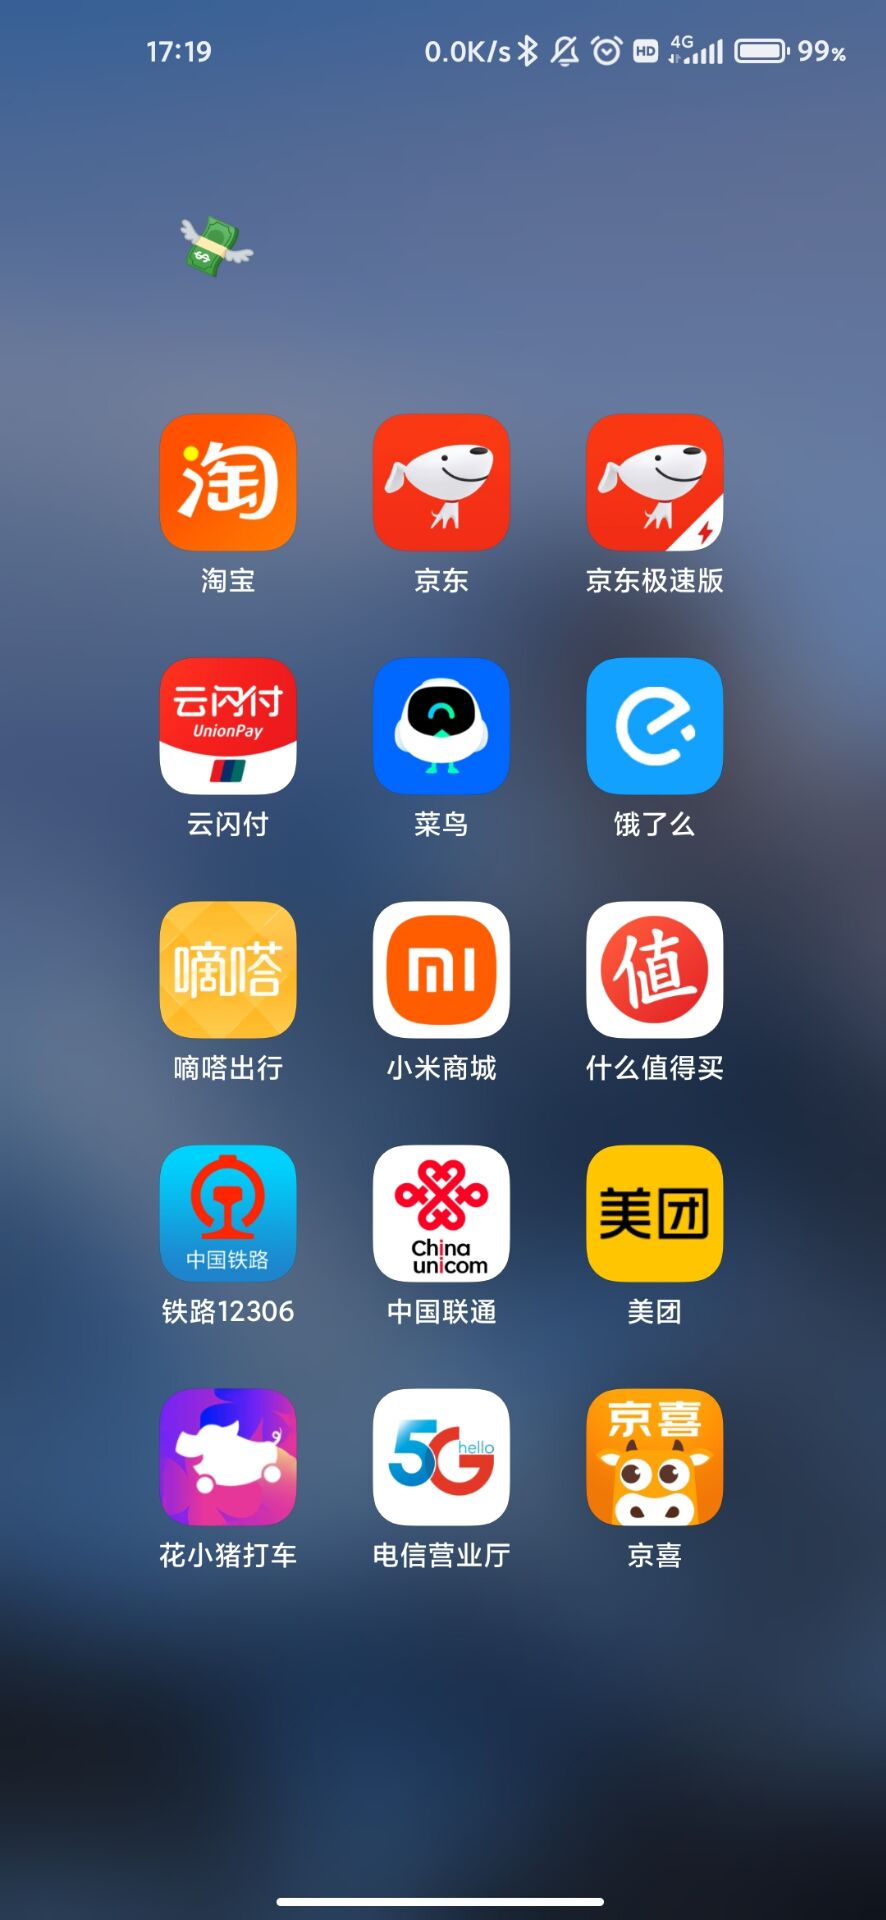 17:19 0.0K/s HD 4G 99%
淘
淘宝 京东 京东极速版
云闪付
UnionPay
云闪付 菜鸟 饿了么
嘀嗒 值
嘀嗒出行 小米商城 什么值得买
中国铁路 China unicom 美团
铁路12306 中国联通 美团
5G hello 京喜
花小猪打车 电信营业厅 京喜